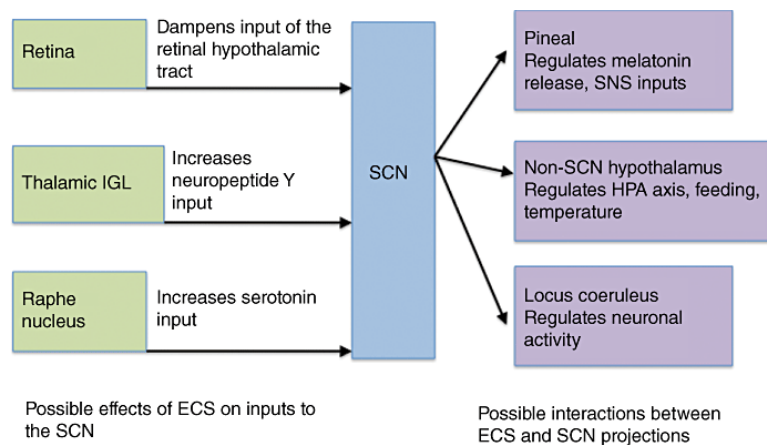 Retina
Dampens input of the
retinal hypothalamic
tract
Thalamic IGL
Increases
neuropeptide Y
input
Raphe
nucleus
Increases serotonin
input
SCN
Pineal
Regulates melatonin
release, SNS inputs
Non-SCN hypothalamus
Regulates HPA axis, feeding,
temperature
Locus coeruleus
Regulates neuronal
activity
Possible effects of ECS on inputs to
the SCN
Possible interactions between
ECS and SCN projections